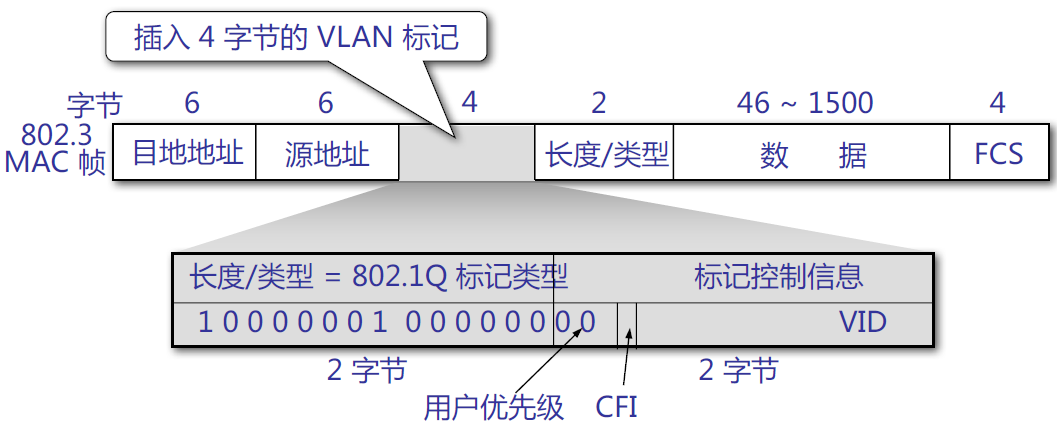 插入 4 字节的 VLAN 标记
字节 6 6 4 2 46 ~ 1500 4
802.3
MAC 帧 目地地址 源地址 长度/类型 数 据 FCS
长度/类型 = 802.1Q 标记类型 标记控制信息
1 0 0 0 0 0 0 1 0 0 0 0 0 0 0 0 VID
2 字节 2 字节
用户优先级 CFI